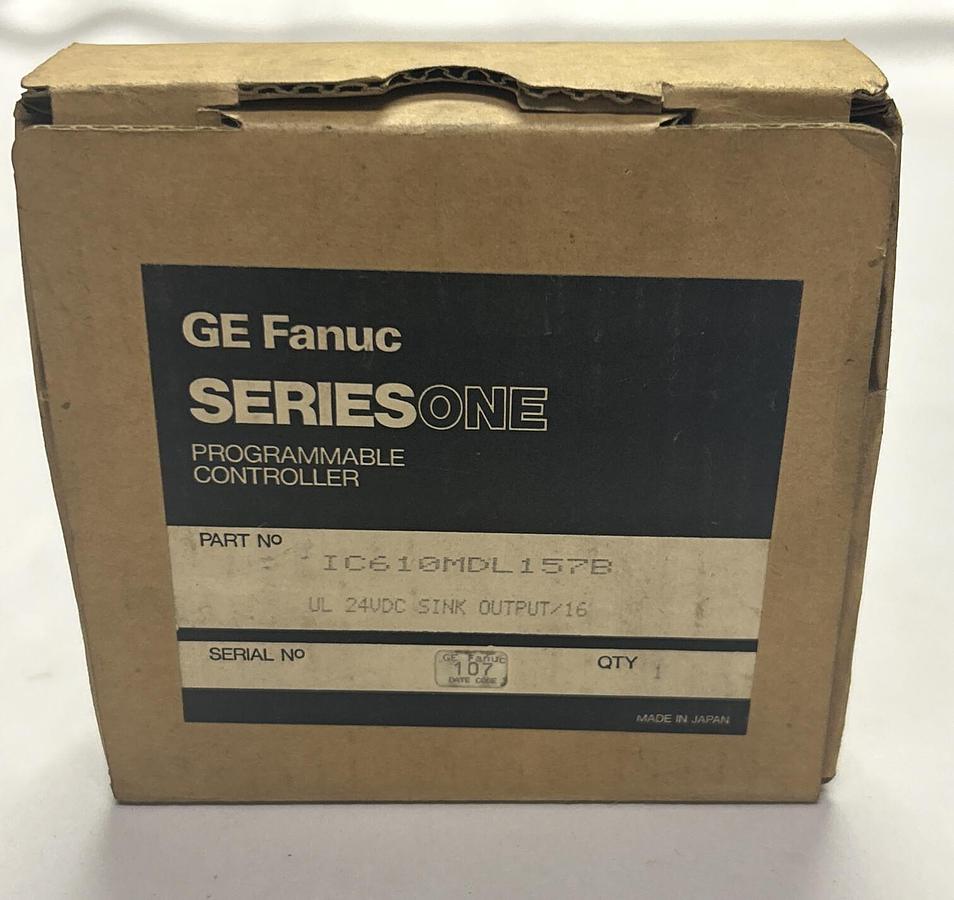 GE Fanuc
SERIESONE
PROGRAMMABLE
CONTROLLER
PART Nº
IC610MDL157B
UL 24VDC SINK OUTPUT/16
SERIAL Nº
GE Fanuc
107
DATE CODE
QTY 1
MADE IN JAPAN